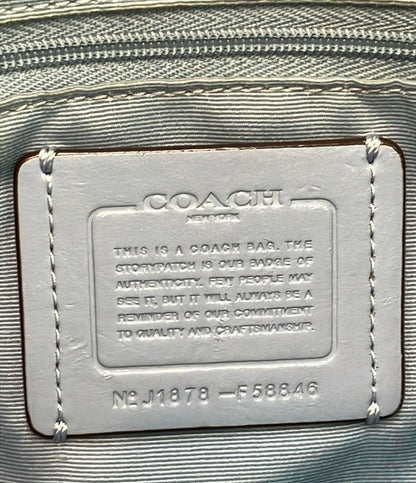 COACH
NEW YORK
THIS IS A COACH BAG. THE
STORYPATCH IS OUR BADGE OF
AUTHENTICITY. FEW PEOPLE MAY
SEE IT, BUT IT WILL ALWAYS BE A
REMINDER OF OUR COMMITMENT
TO QUALITY AND CRAFTSMANSHIP.
Nº J1878 -F58846